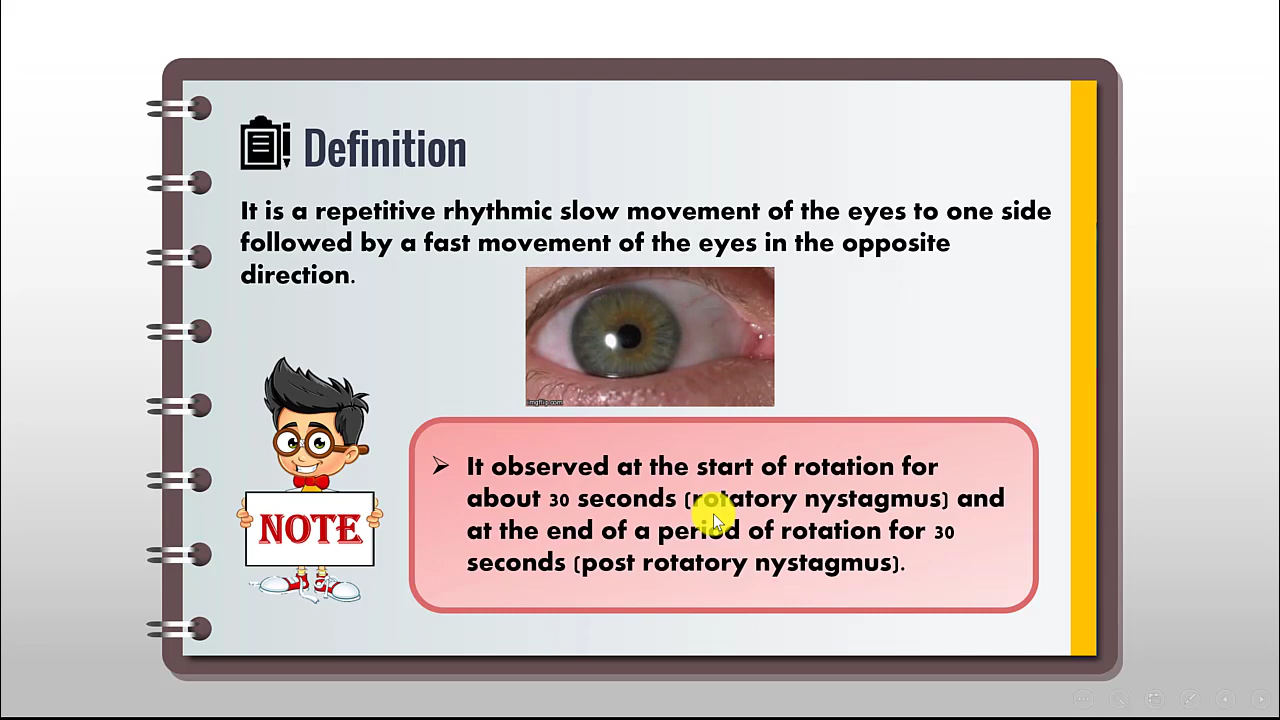 Definition
It is a repetitive rhythmic slow movement of the eyes to one side
followed by a fast movement of the eyes in the opposite
direction.
imgflip.com
NOTE
It observed at the start of rotation for
about 30 seconds (rotatory nystagmus) and
at the end of a period of rotation for 30
seconds (post rotatory nystagmus).